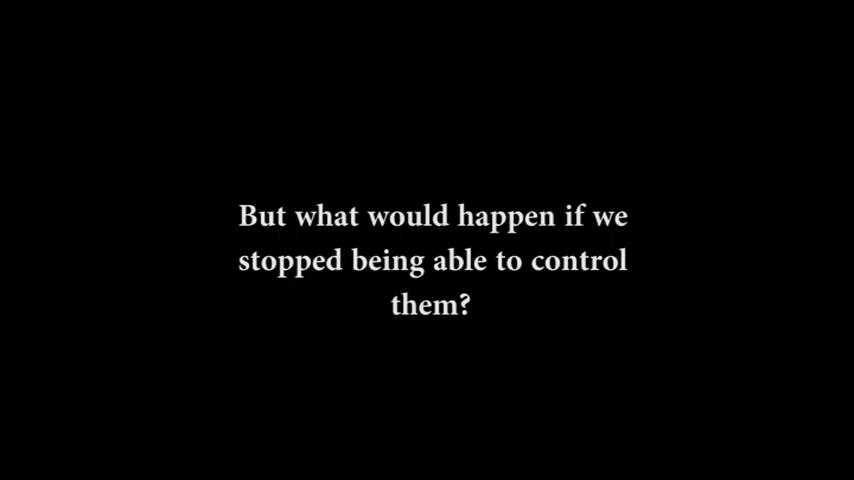 But what would happen if we
stopped being able to control
them?